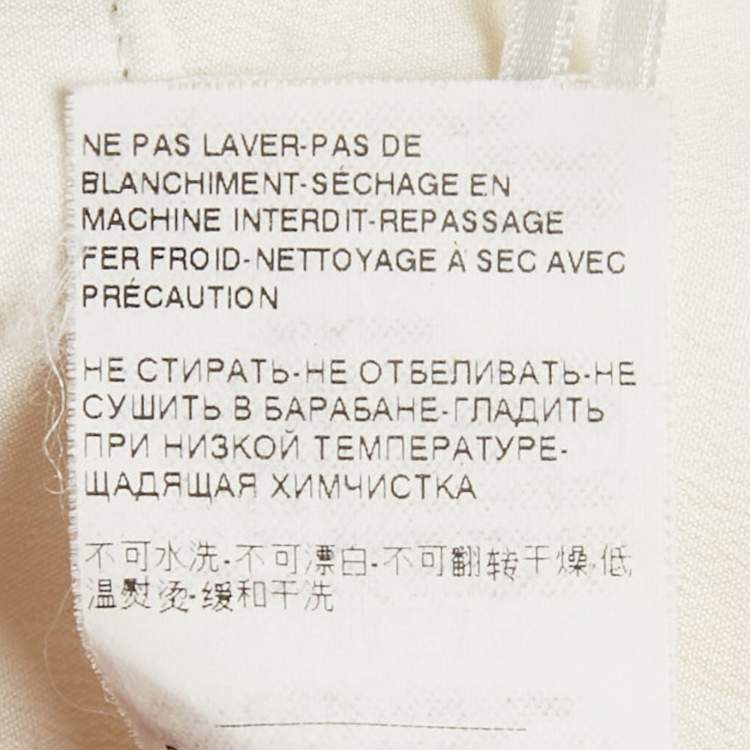 NE PAS LAVER-PAS DE
BLANCHIMENT-SÉCHAGE EN
MACHINE INTERDIT-REPASSAGE
FER FROID-NETTOYAGE À SEC AVEC
PRÉCAUTION
НЕ СТИРАТЬ-НЕ ОТБЕЛИВАТЬ-НЕ
СУШИТЬ В БАРАБАНЕ-ГЛАДИТЬ
ПРИ НИЗКОЙ ТЕМПЕРАТУРЕ-
ЩАДЯЩАЯ ХИМЧИСТКА
不可水洗-不可漂白-不可翻转干燥-低
温熨烫-缓和干洗